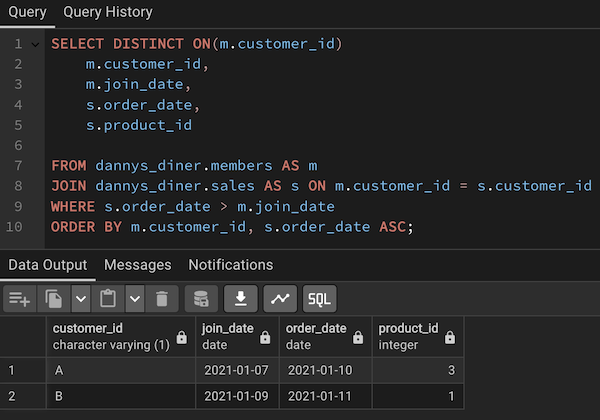 Query Query History
1 SELECT DISTINCT ON(m.customer_id)
2 m.customer_id,
3 m.join_date,
4 s.order_date,
5 s.product_id
6
7 FROM dannys_diner.members AS m
8 JOIN dannys_diner.sales AS s ON m.customer_id = s.customer_id
9 WHERE s.order_date > m.join_date
10 ORDER BY m.customer_id, s.order_date ASC;
Data Output Messages Notifications
SQL
customer_id join_date order_date product_id
character varying (1) date date integer
1 A 2021-01-07 2021-01-10 3
2 B 2021-01-09 2021-01-11 1